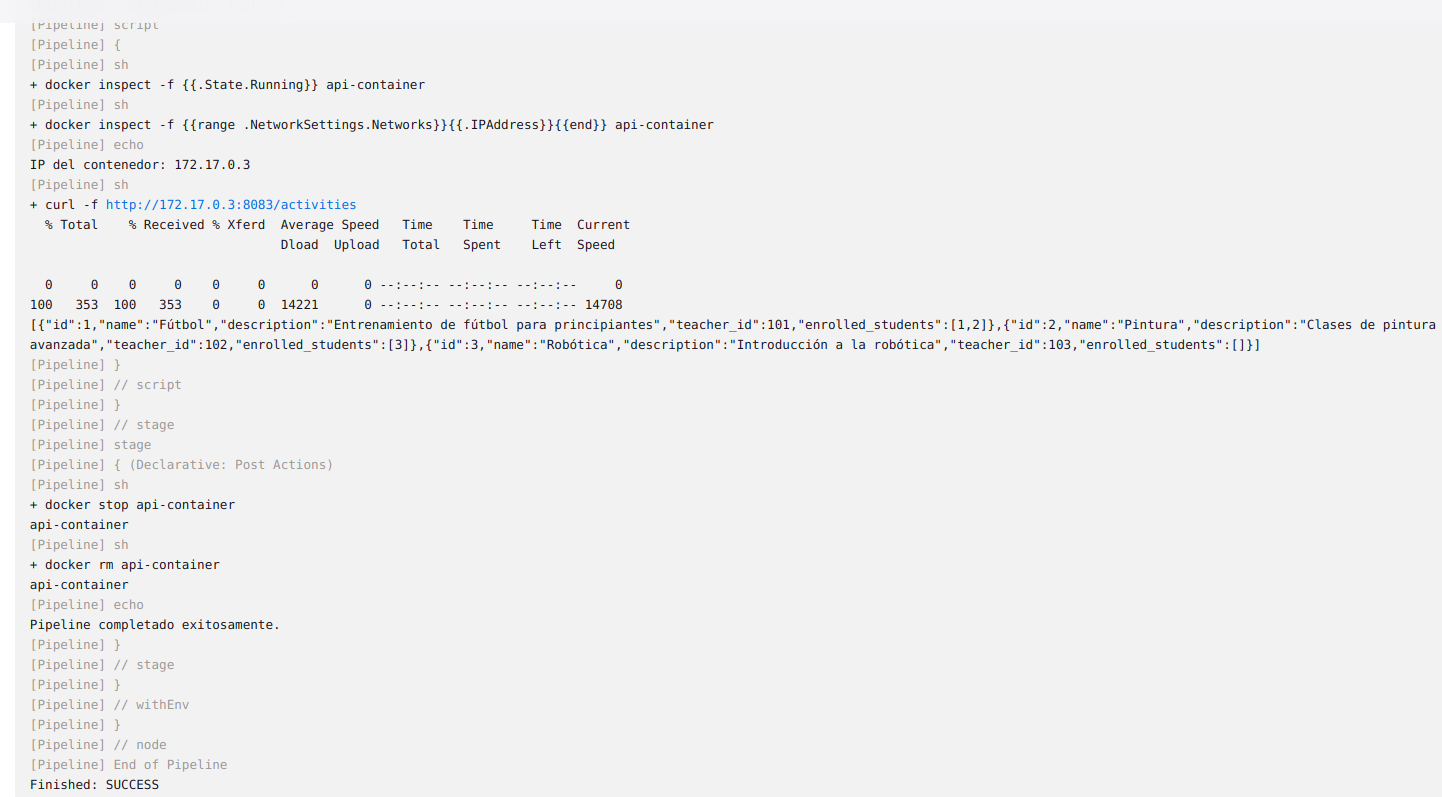 [Pipeline] script
[Pipeline] {
[Pipeline] sh
+ docker inspect -f {{.State.Running}} api-container
[Pipeline] sh
+ docker inspect -f {{range .NetworkSettings.Networks}}{{.IPAddress}}{{end}} api-container
[Pipeline] echo
IP del contenedor: 172.17.0.3
[Pipeline] sh
+ curl -f http://172.17.0.3:8083/activities
  % Total    % Received % Xferd  Average Speed   Time    Time     Time  Current
                                 Dload  Upload   Total   Spent    Left  Speed
  0     0    0     0    0     0      0      0 --:--:-- --:--:-- --:--:--     0
100   353  100   353    0     0  14221      0 --:--:-- --:--:-- --:--:-- 14708
[{"id":1,"name":"Fútbol","description":"Entrenamiento de fútbol para principiantes","teacher_id":101,"enrolled_students":[1,2]},{"id":2,"name":"Pintura","description":"Clases de pintura
avanzada","teacher_id":102,"enrolled_students":[3]},{"id":3,"name":"Robótica","description":"Introducción a la robótica","teacher_id":103,"enrolled_students":[]}]
[Pipeline] }
[Pipeline] // script
[Pipeline] }
[Pipeline] // stage
[Pipeline] stage
[Pipeline] { (Declarative: Post Actions)
[Pipeline] sh
+ docker stop api-container
api-container
[Pipeline] sh
+ docker rm api-container
api-container
[Pipeline] echo
Pipeline completado exitosamente.
[Pipeline] }
[Pipeline] // stage
[Pipeline] }
[Pipeline] // withEnv
[Pipeline] }
[Pipeline] // node
[Pipeline] End of Pipeline
Finished: SUCCESS